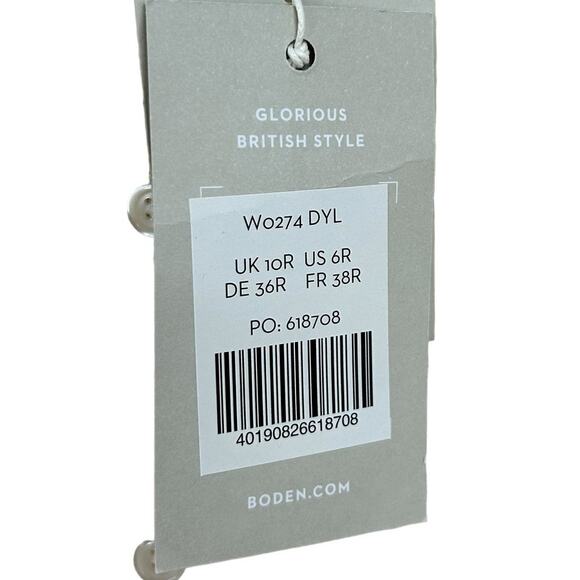 GLORIOUS
BRITISH STYLE
W0274 DYL
UK 10R US 6R
DE 36R FR 38R
PO: 618708
40190826618708
BODEN.COM